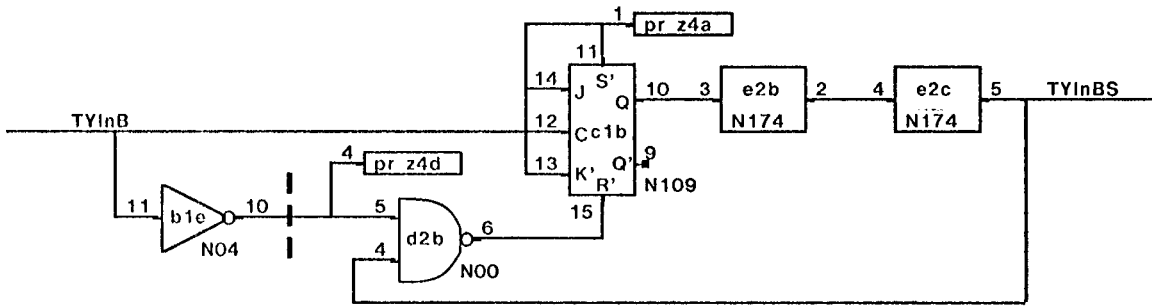 1
pr z4a
11
S'
14
J
Q
10
3
e2b
2
4
e2c
5
TYInBS
N174
N174
TYInB
12
C
c1b
4
pr z4d
13
K'
Q'
9
R'
N109
11
b1e
10
N04
15
5
d2b
6
4
N00